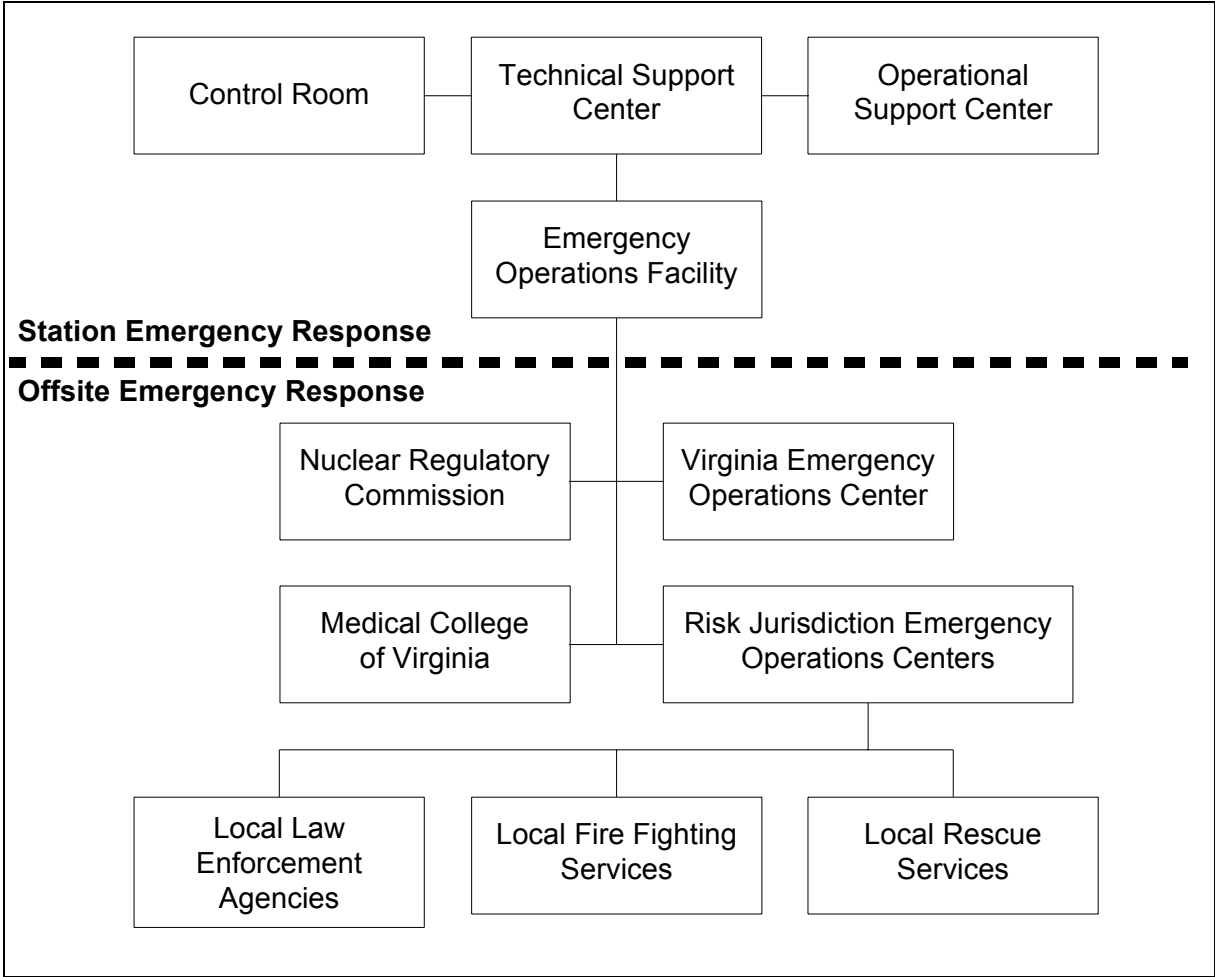 Control Room
Technical Support
Center
Operational
Support Center
Emergency
Operations Facility
Station Emergency Response
Offsite Emergency Response
Nuclear Regulatory
Commission
Virginia Emergency
Operations Center
Medical College
of Virginia
Risk Jurisdiction Emergency
Operations Centers
Local Law
Enforcement
Agencies
Local Fire Fighting
Services
Local Rescue
Services